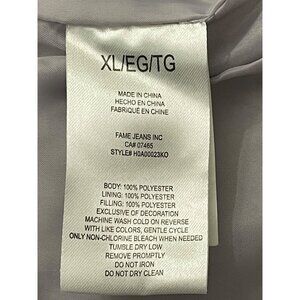 XL/EG/TG
MADE IN CHINA
HECHO EN CHINA
FABRIQUÉ EN CHINE
FAME JEANS INC
CA# 07465
STYLE# H0A00023KO
BODY: 100% POLYESTER
LINING: 100% POLYESTER
FILLING: 100% POLYESTER
EXCLUSIVE OF DECORATION
MACHINE WASH COLD ON REVERSE
WITH LIKE COLORS, GENTLE CYCLE
ONLY NON-CHLORINE BLEACH WHEN NEEDED
TUMBLE DRY LOW
REMOVE PROMPTLY
DO NOT IRON
DO NOT DRY CLEAN